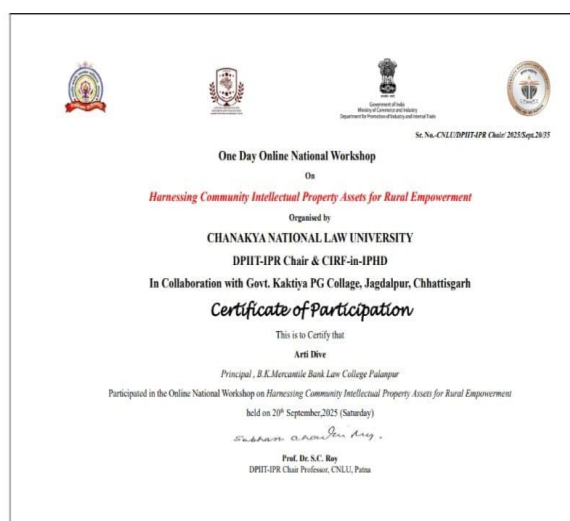 Government of India
Ministry of Commerce and Industry
Department for Promotion of Industry and Internal Trade
Sr. No.-CNLU/DPIIT-IPR Chair/ 2025/Sept.20/35
One Day Online National Workshop
On
Harnessing Community Intellectual Property Assets for Rural Empowerment
Organised by
CHANAKYA NATIONAL LAW UNIVERSITY
DPIIT-IPR Chair & CIRF-in-IPHD
In Collaboration with Govt. Kaktiya PG Collage, Jagdalpur, Chhattisgarh
Certificate of Participation
This is to Certify that
Arti Dive
Principal , B.K.Mercantile Bank Law College Palanpur
Participated in the Online National Workshop on Harnessing Community Intellectual Property Assets for Rural Empowerment
held on 20th September,2025 (Saturday)
Prof. Dr. S.C. Roy
DPIIT-IPR Chair Professor, CNLU, Patna